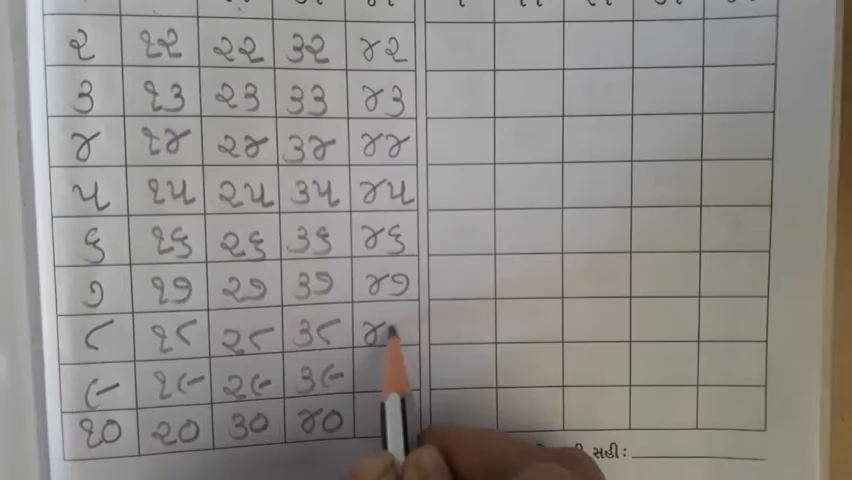 ૨ ૧૨ ૨૨ ૩૨ ૪૨
૩ ૧૩ ૨૩ ૩૩ ૪૩
૪ ૧૪ ૨૪ ૩૪ ૪૪
૫ ૧૫ ૨૫ ૩૫ ૪૫
૬ ૧૬ ૨૬ ૩૬ ૪૬
૭ ૧૭ ૨૭ ૩૭ ૪૭
૮ ૧૮ ૨૮ ૩૮ ૪
૯ ૧૯ ૨૯ ૩૯
૧૦ ૨૦ ૩૦ ૪૦
સહી :